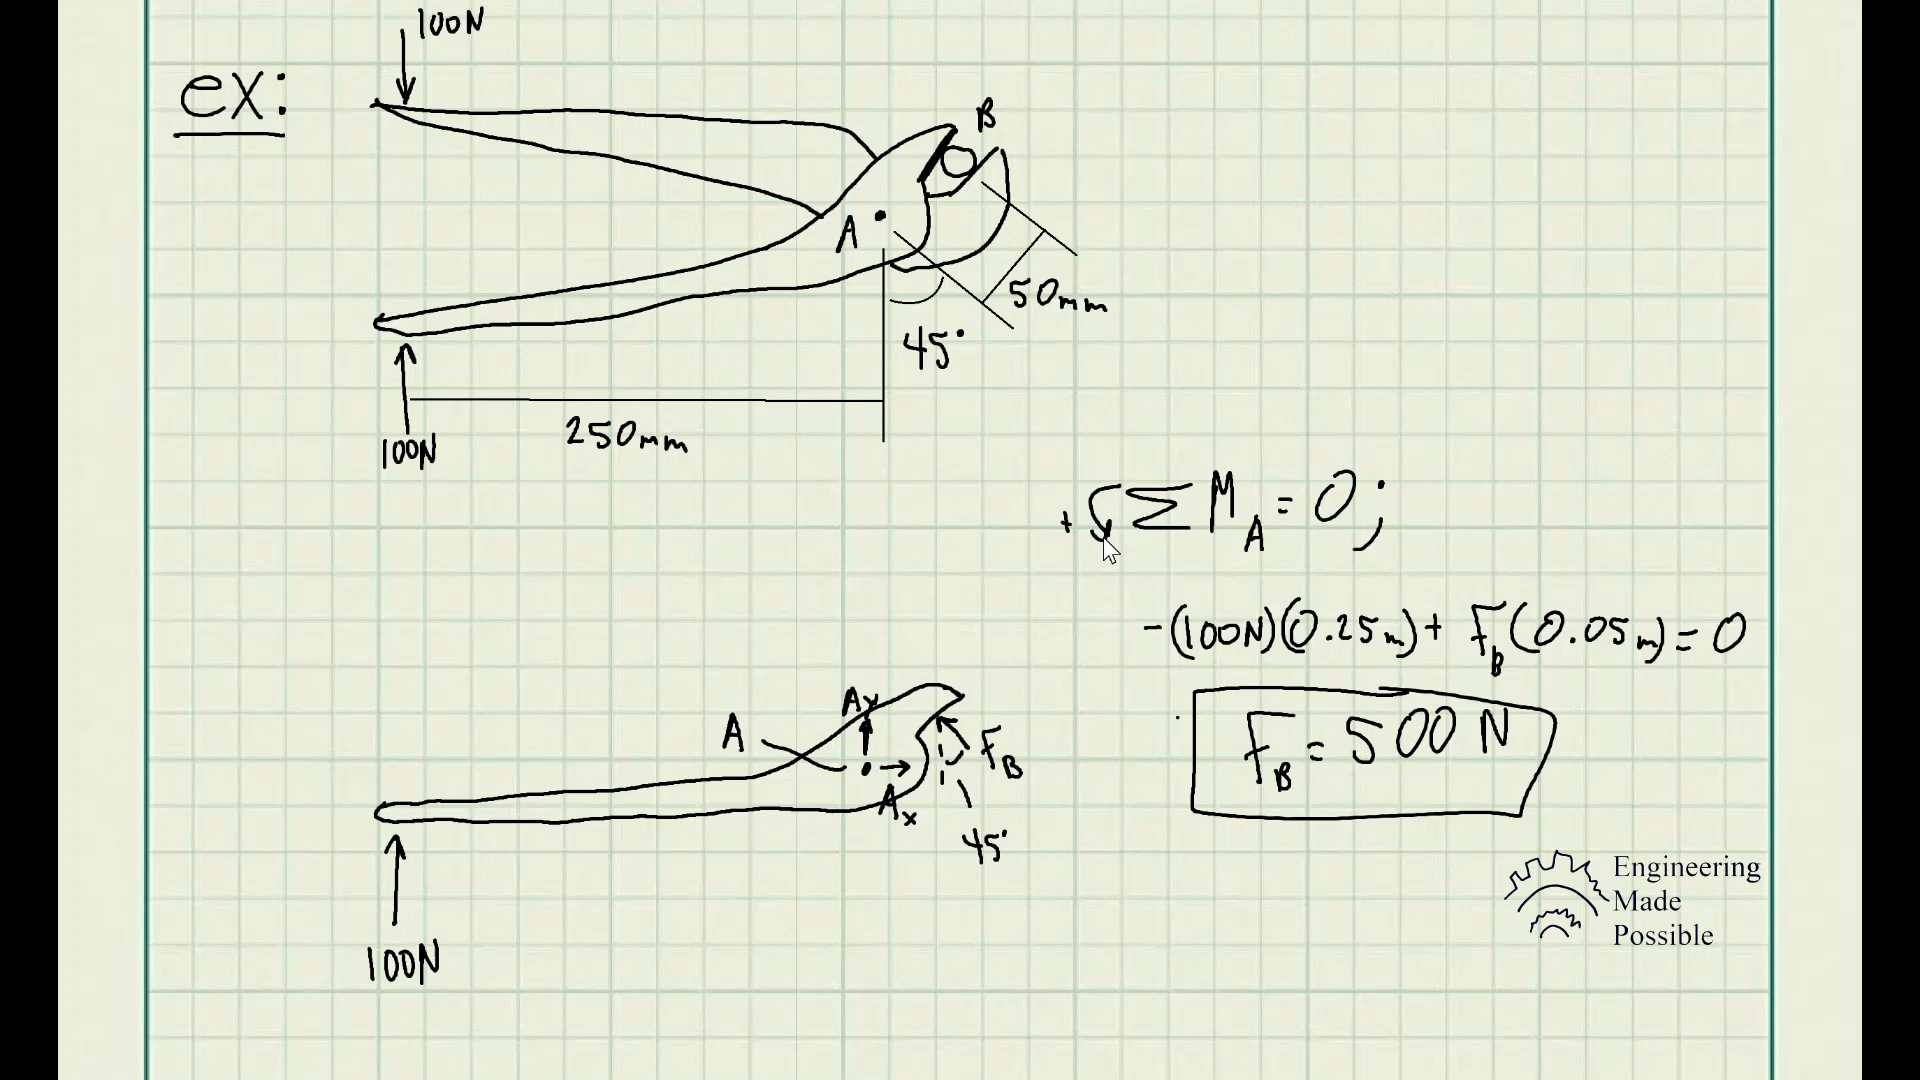 100N
ex:
B
A
50mm
45°
250mm
100N
+ ΣM_A = 0;
-(100N)(0.25m) + F_B(0.05m) = 0
A_y
A
F_B
F_B = 500 N
A_x
45°
100N
Engineering
Made
Possible